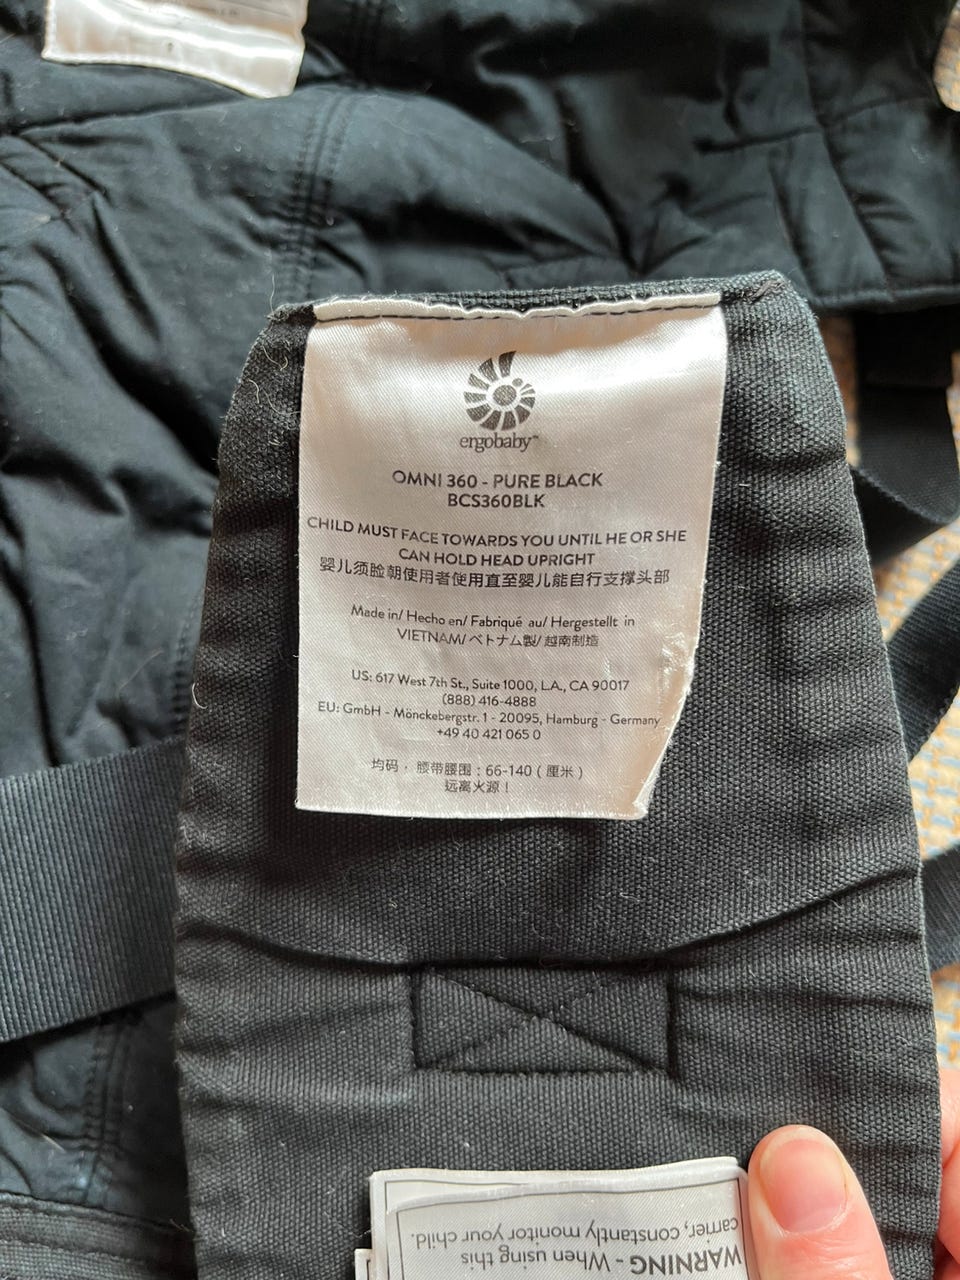 ergobaby™
OMNI 360 - PURE BLACK
BCS360BLK
CHILD MUST FACE TOWARDS YOU UNTIL HE OR SHE
CAN HOLD HEAD UPRIGHT
婴儿须脸朝使用者使用直至婴儿能自行支撑头部
Made in/ Hecho en/ Fabriqué au/ Hergestellt in
VIETNAM/ ベトナム製/ 越南制造
US: 617 West 7th St., Suite 1000, L.A., CA 90017
(888) 416-4888
EU: GmbH - Mönckebergstr. 1 - 20095, Hamburg - Germany
+49 40 421 065 0
均码， 腰带腰围：66-140（厘米）
远离火源！
WARNING - When using this
carrier, constantly monitor your child.